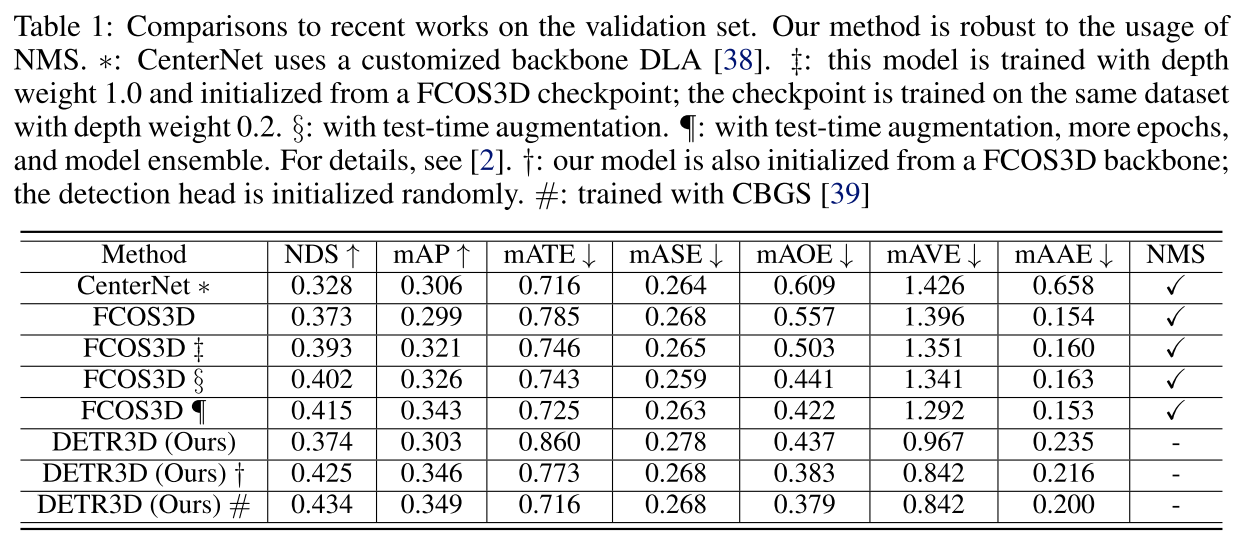 Table 1: Comparisons to recent works on the validation set. Our method is robust to the usage of
NMS. ∗: CenterNet uses a customized backbone DLA [38]. ‡: this model is trained with depth
weight 1.0 and initialized from a FCOS3D checkpoint; the checkpoint is trained on the same dataset
with depth weight 0.2. §: with test-time augmentation. ¶: with test-time augmentation, more epochs,
and model ensemble. For details, see [2]. †: our model is also initialized from a FCOS3D backbone;
the detection head is initialized randomly. #: trained with CBGS [39]
Method NDS ↑ mAP ↑ mATE ↓ mASE ↓ mAOE ↓ mAVE ↓ mAAE ↓ NMS
CenterNet ∗ 0.328 0.306 0.716 0.264 0.609 1.426 0.658 ✓
FCOS3D 0.373 0.299 0.785 0.268 0.557 1.396 0.154 ✓
FCOS3D ‡ 0.393 0.321 0.746 0.265 0.503 1.351 0.160 ✓
FCOS3D § 0.402 0.326 0.743 0.259 0.441 1.341 0.163 ✓
FCOS3D ¶ 0.415 0.343 0.725 0.263 0.422 1.292 0.153 ✓
DETR3D (Ours) 0.374 0.303 0.860 0.278 0.437 0.967 0.235 -
DETR3D (Ours) † 0.425 0.346 0.773 0.268 0.383 0.842 0.216 -
DETR3D (Ours) # 0.434 0.349 0.716 0.268 0.379 0.842 0.200 -